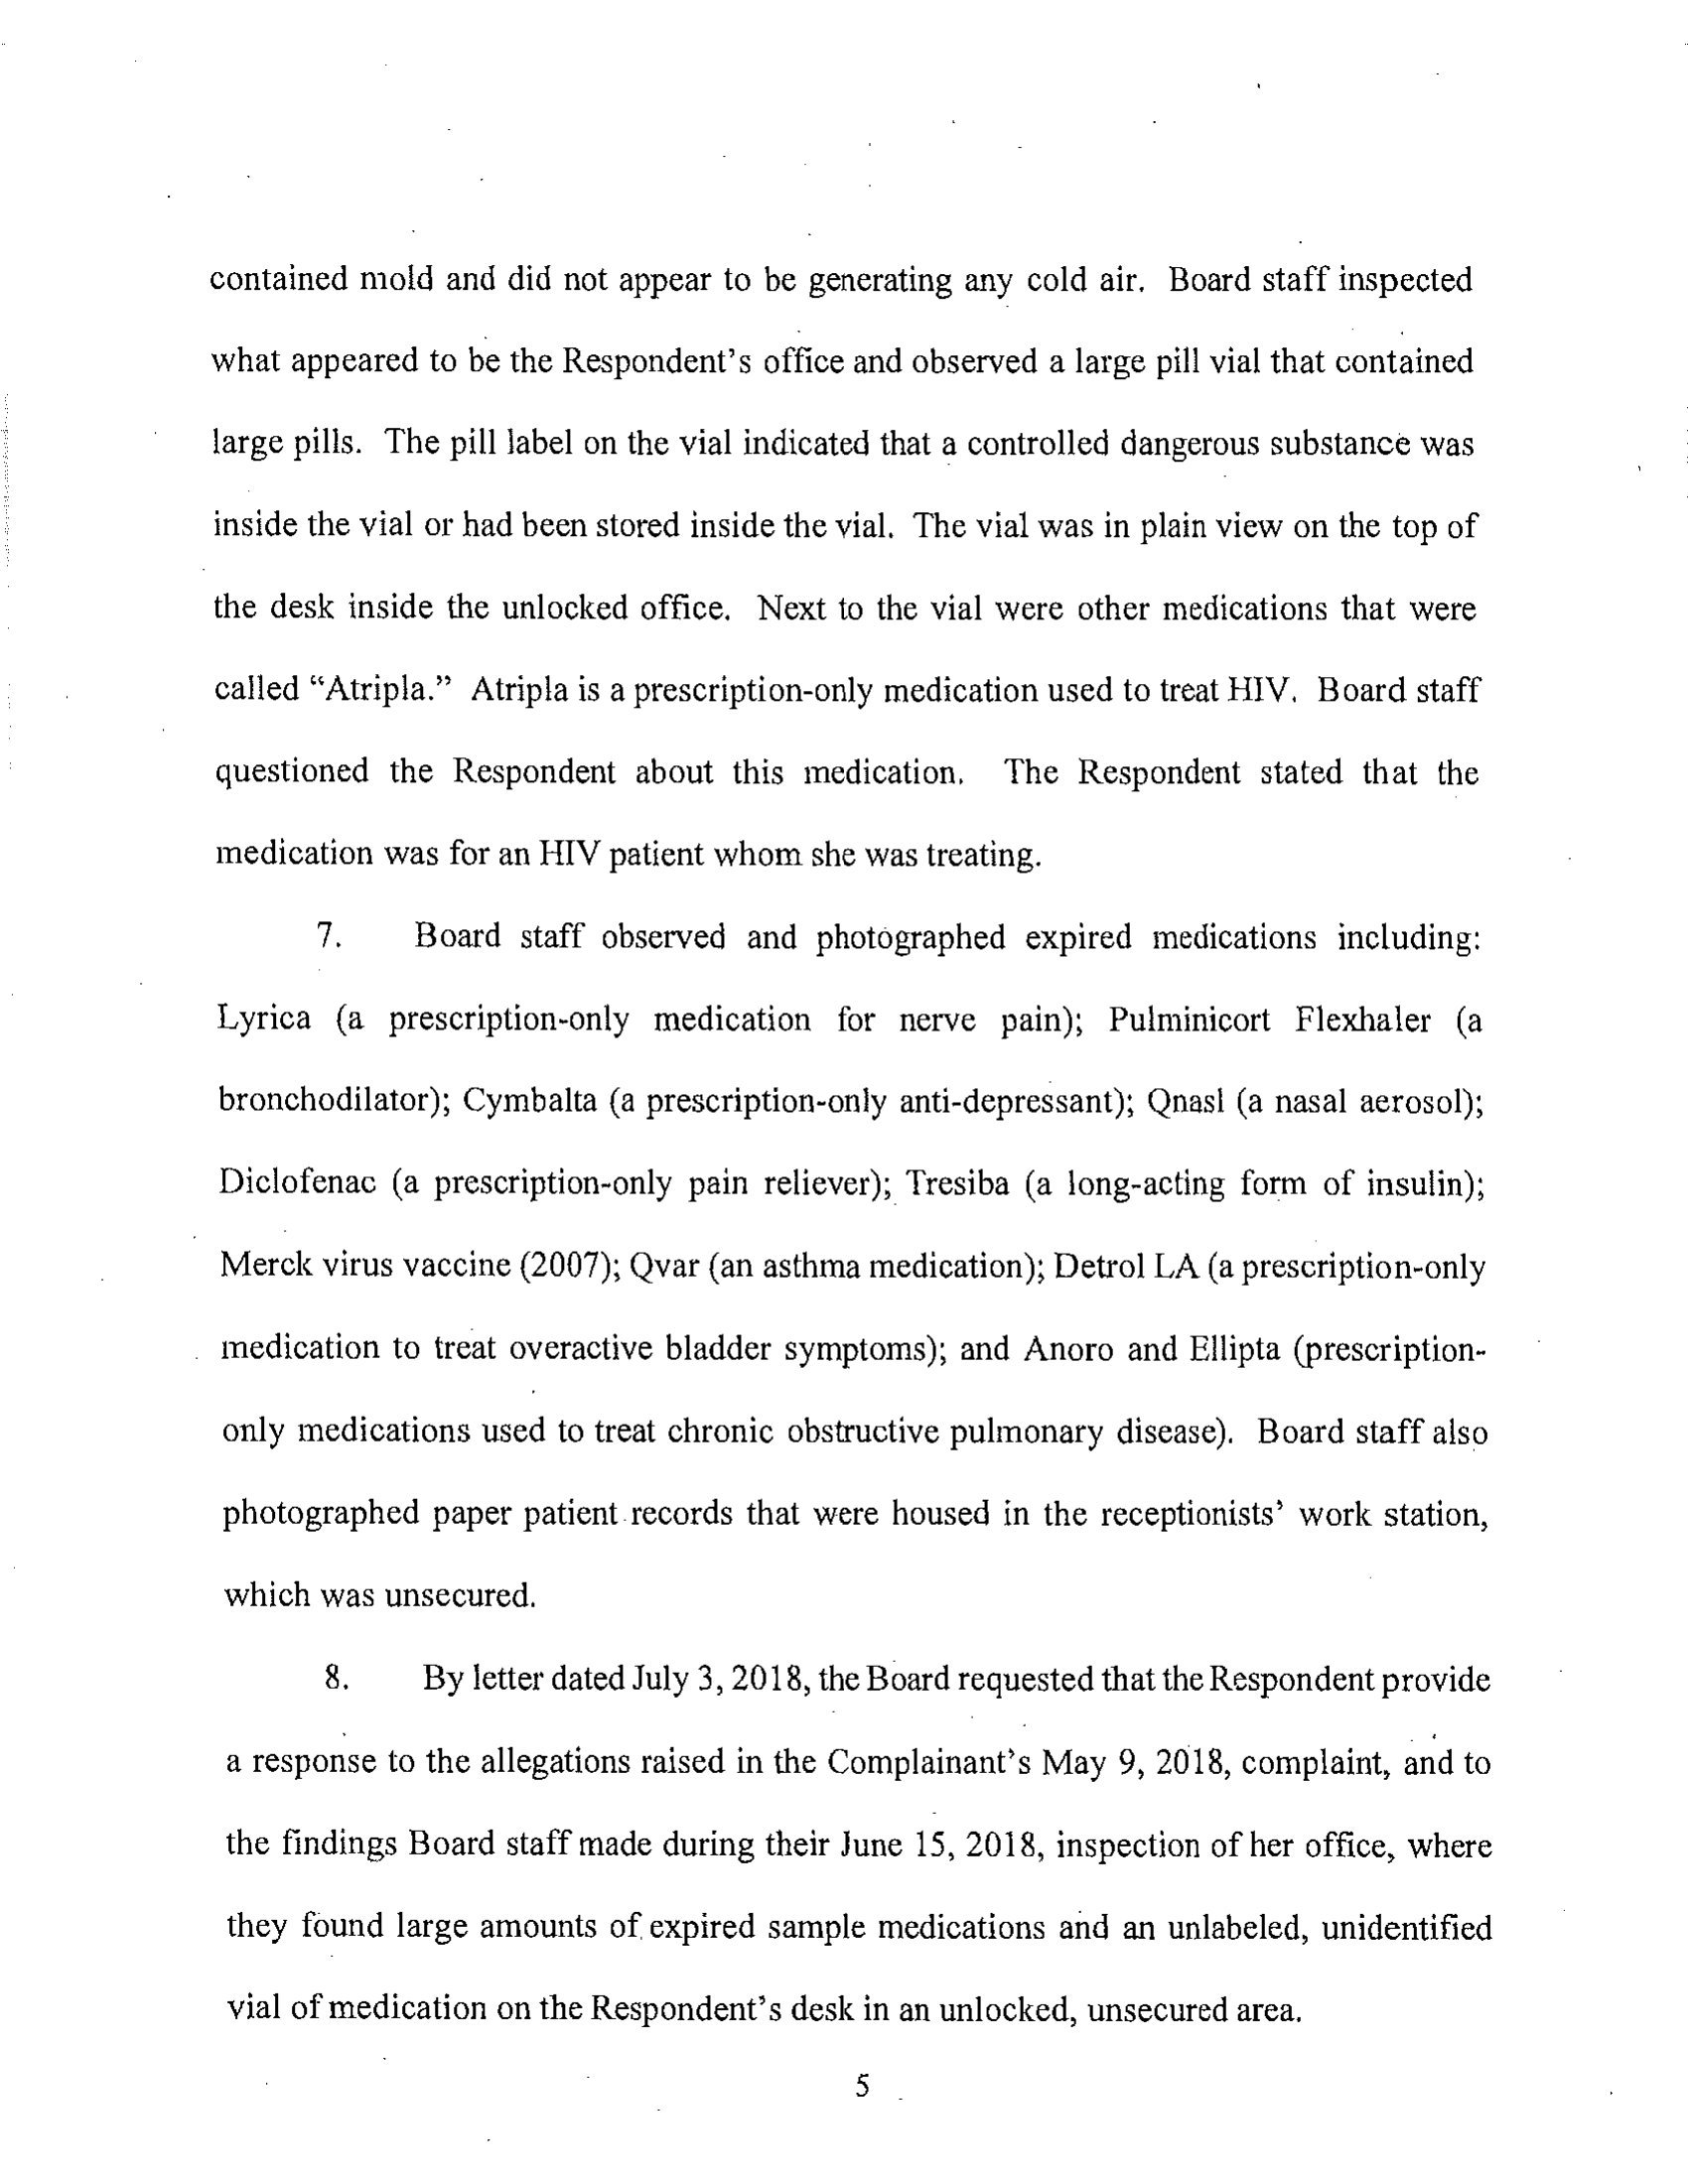 contained mold and did not appear to be generating any cold air. Board staff inspected
what appeared to be the Respondent's office and observed a large pill vial that contained
large pills. The pill label on the vial indicated that a controlled dangerous substance was
inside the vial or had been stored inside the vial. The vial was in plain view on the top of
the desk inside the unlocked office. Next to the vial were other medications that were
called “Atripla.” Atripla is a prescription-only medication used to treat HIV. Board staff
questioned the Respondent about this medication. The Respondent stated that the
medication was for an HIV patient whom she was treating.
7. Board staff observed and photographed expired medications including:
Lyrica (a prescription-only medication for nerve pain); Pulminicort Flexhaler (a
bronchodilator); Cymbalta (a prescription-only anti-depressant); Qnasl (a nasal aerosol);
Diclofenac (a prescription-only pain reliever); Tresiba (a long-acting form of insulin);
Merck virus vaccine (2007); Qvar (an asthma medication); Detrol LA (a prescription-only
medication to treat overactive bladder symptoms); and Anoro and Ellipta (prescription-
only medications used to treat chronic obstructive pulmonary disease). Board staff also
photographed paper patient records that were housed in the receptionists' work station,
which was unsecured.
8. By letter dated July 3, 2018, the Board requested that the Respondent provide
a response to the allegations raised in the Complainant's May 9, 2018, complaint, and to
the findings Board staff made during their June 15, 2018, inspection of her office, where
they found large amounts of expired sample medications and an unlabeled, unidentified
vial of medication on the Respondent's desk in an unlocked, unsecured area.
5